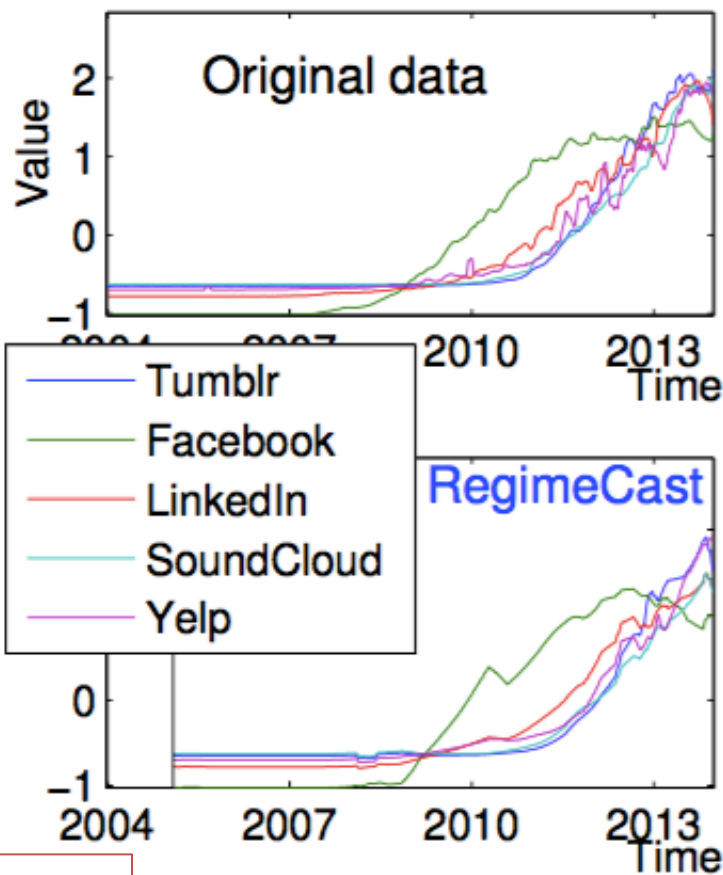 Original data
Value
2
1
0
−1
2010
2013
Time
Tumblr
Facebook
LinkedIn
SoundCloud
Yelp
RegimeCast
0
−1
2004
2007
2010
2013
Time